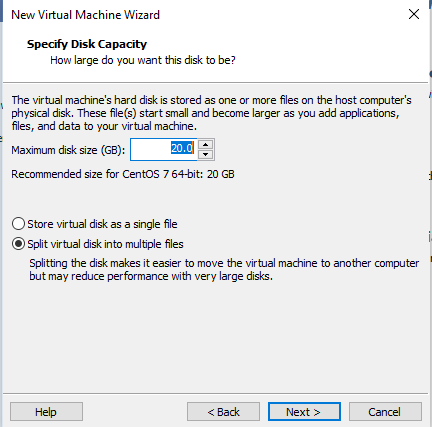 New Virtual Machine Wizard
Specify Disk Capacity
How large do you want this disk to be?
The virtual machine's hard disk is stored as one or more files on the host computer's
physical disk. These file(s) start small and become larger as you add applications,
files, and data to your virtual machine.
Maximum disk size (GB): 20.0
Recommended size for CentOS 7 64-bit: 20 GB
Store virtual disk as a single file
Split virtual disk into multiple files
Splitting the disk makes it easier to move the virtual machine to another computer
but may reduce performance with very large disks.
Help < Back Next > Cancel